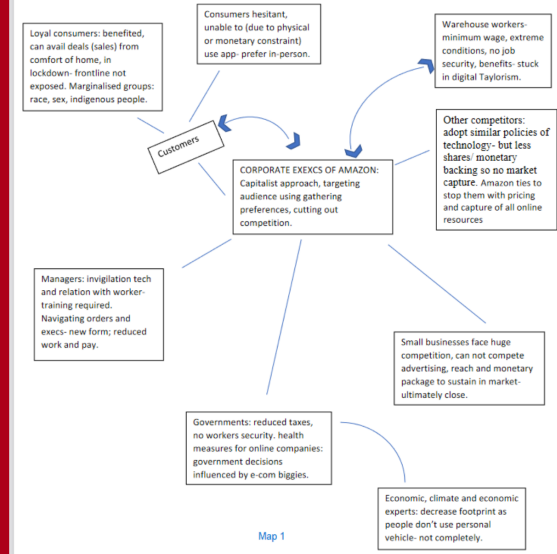 Consumers hesitant,
unable to (due to physical
or monetary constraint)
use app- prefer in-person.
Loyal consumers: benefited,
can avail deals (sales) from
comfort of home, in
lockdown- frontline not
exposed. Marginalised groups:
race, sex, indigenous people.
Warehouse workers-
minimum wage, extreme
conditions, no job
security, benefits- stuck
in digital Taylorism.
Customers
Other competitors:
adopt similar policies of
technology- but less
shares/ monetary
backing so no market
capture. Amazon ties to
stop them with pricing
and capture of all online
resources
CORPORATE EXEXCS OF AMAZON:
Capitalist approach, targeting
audience using gathering
preferences, cutting out
competition.
Managers: invigilation tech
and relation with worker-
training required.
Navigating orders and
execs- new form; reduced
work and pay.
Small businesses face huge
competition, can not compete
advertising, reach and monetary
package to sustain in market-
ultimately close.
Governments: reduced taxes,
no workers security. health
measures for online companies:
government decisions
influenced by e-com biggies.
Economic, climate and economic
experts: decrease footprint as
people don't use personal
vehicle- not completely.
Map 1